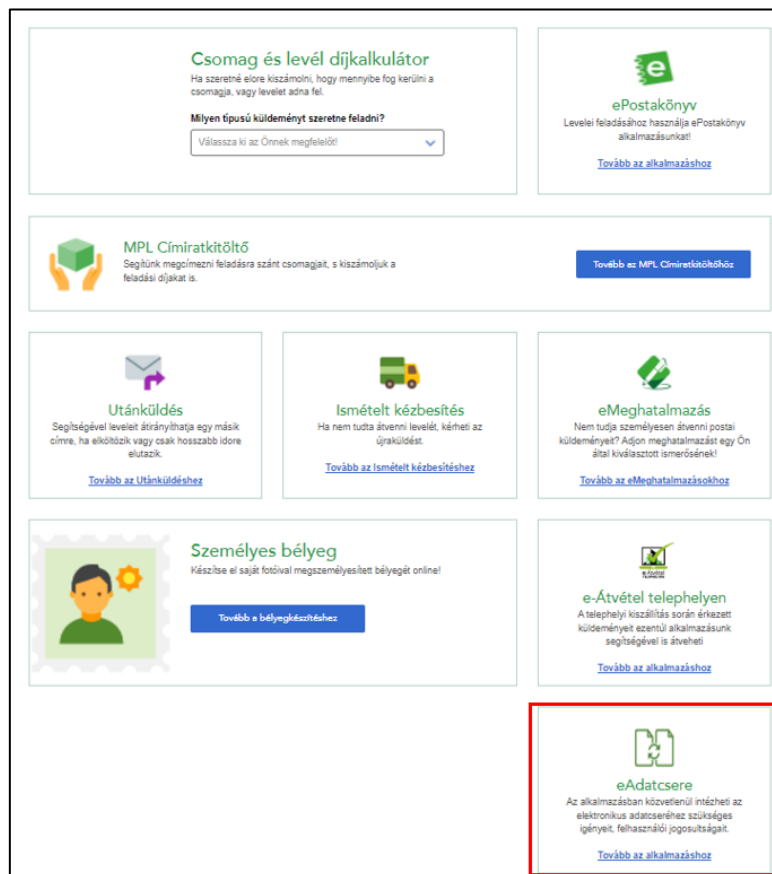 Csomag és levél díjkalkulátor
Ha szeretné elore kiszámolni, hogy mennyibe fog kerülni a
csomagja, vagy levelet adna fel.
Milyen típusú küldeményt szeretne feladni?
Válassza ki az Önnek megfelelőt!
ePostakönyv
Levelei feladásához használja ePostakönyv
alkalmazásunkat!
Tovább az alkalmazáshoz
MPL Címiratkitöltő
Segítünk megcímezni feladásra szánt csomagjait, s kiszámoljuk a
feladási díjakat is.
Tovább az MPL Címiratkitöltőhöz
Utánküldés
Segítségével leveleit átirányíthatja egy másik
címre, ha elköltözik vagy csak hosszabb idore
elutazik.
Tovább az Utánküldéshez
Ismételt kézbesítés
Ha nem tudta átvenni levelét, kérheti az
újraküldést.
Tovább az Ismételt kézbesítéshez
eMeghatalmazás
Nem tudja személyesen átvenni postai
küldeményeit? Adjon meghatalmazást egy Ön
által kiválasztott ismerősének!
Tovább az eMeghatalmazásokhoz
Személyes bélyeg
Készítse el saját fotóival megszemélyesített bélyegét online!
Tovább a bélyegkészítéshez
e-Átvétel
TELEPHELYEN
e-Átvétel telephelyen
A telephelyi kiszállítás során érkezett
küldeményeit ezentúl alkalmazásunk
segítségével is átveheti
Tovább az alkalmazáshoz
eAdatcsere
Az alkalmazásban közvetlenül intézheti az
elektronikus adatcseréhez szükséges
igényeit, felhasználói jogosultságait.
Tovább az alkalmazáshoz